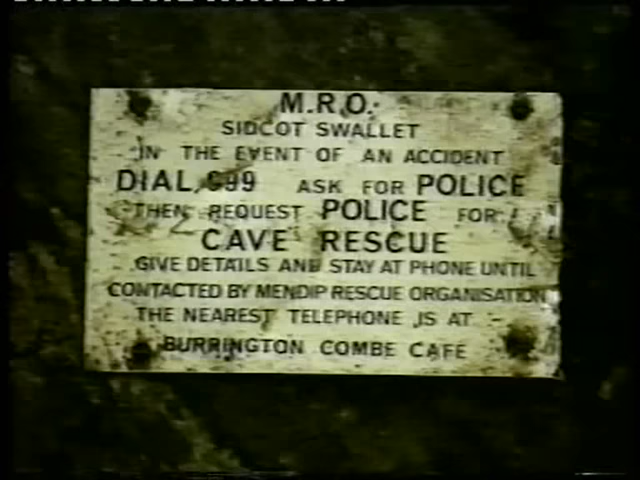 M.R.O.
SIDCOT SWALLET
IN THE EVENT OF AN ACCIDENT
DIAL 999 ASK FOR POLICE
THEN REQUEST POLICE FOR
CAVE RESCUE
GIVE DETAILS AND STAY AT PHONE UNTIL
CONTACTED BY MENDIP RESCUE ORGANISATION
THE NEAREST TELEPHONE IS AT
BURRINGTON COMBE CAFE